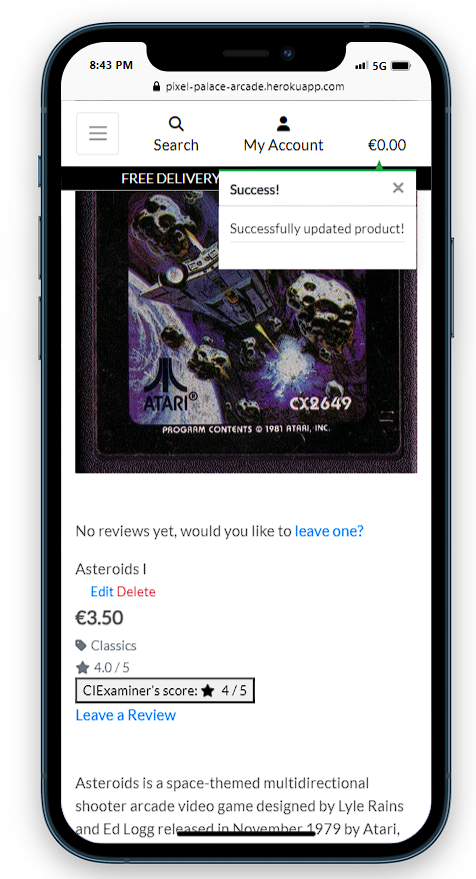 8:43 PM
5G
pixel-palace-arcade.herokuapp.com
Search
My Account
€0.00
FREE DELIVERY
Success!
×
Successfully updated product!
ATARI®
CX2649
PROGRAM CONTENTS © 1981 ATARI, INC.
No reviews yet, would you like to leave one?
Asteroids I
Edit Delete
€3.50
Classics
4.0 / 5
CIExaminer's score: 4 / 5
Leave a Review
Asteroids is a space-themed multidirectional
shooter arcade video game designed by Lyle Rains
and Ed Logg released in November 1979 by Atari,